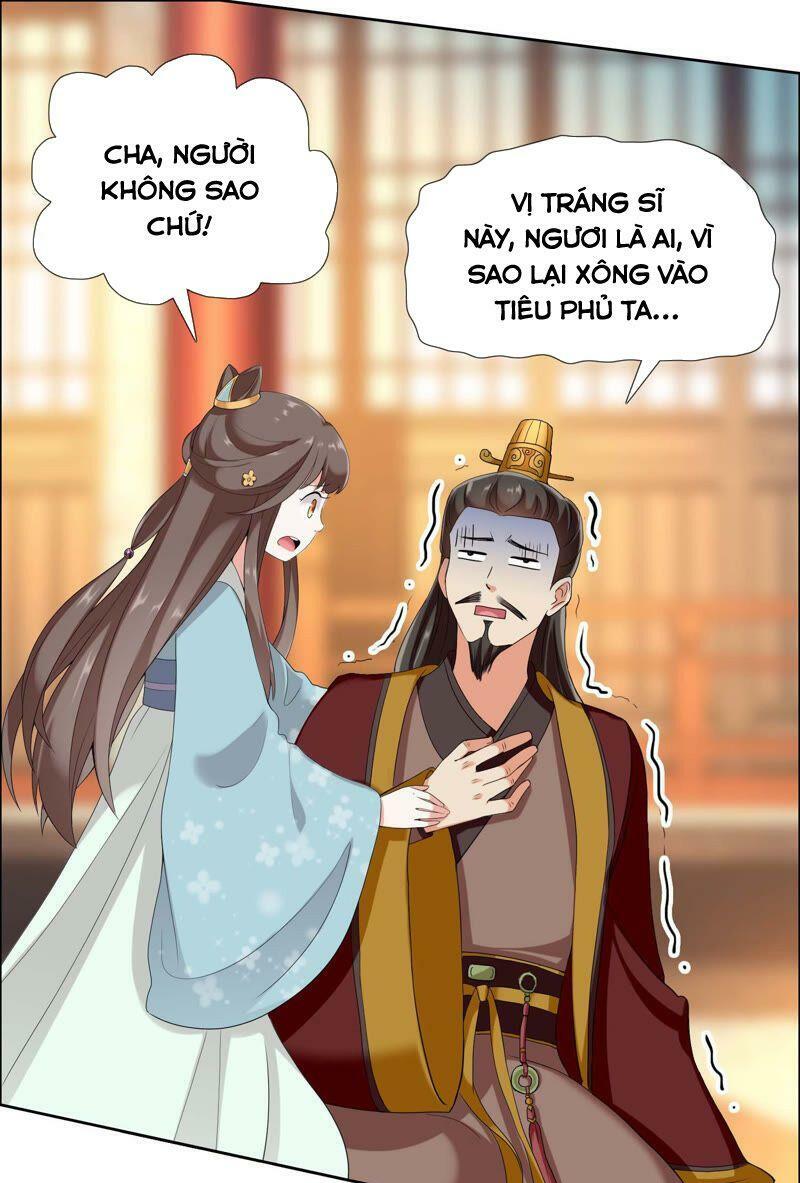 CHA, NGƯỜI
KHÔNG SAO
CHỨ!
VỊ TRÁNG SĨ
NÀY, NGƯƠI LÀ AI, VÌ
SAO LẠI XÔNG VÀO
TIÊU PHỦ TA...